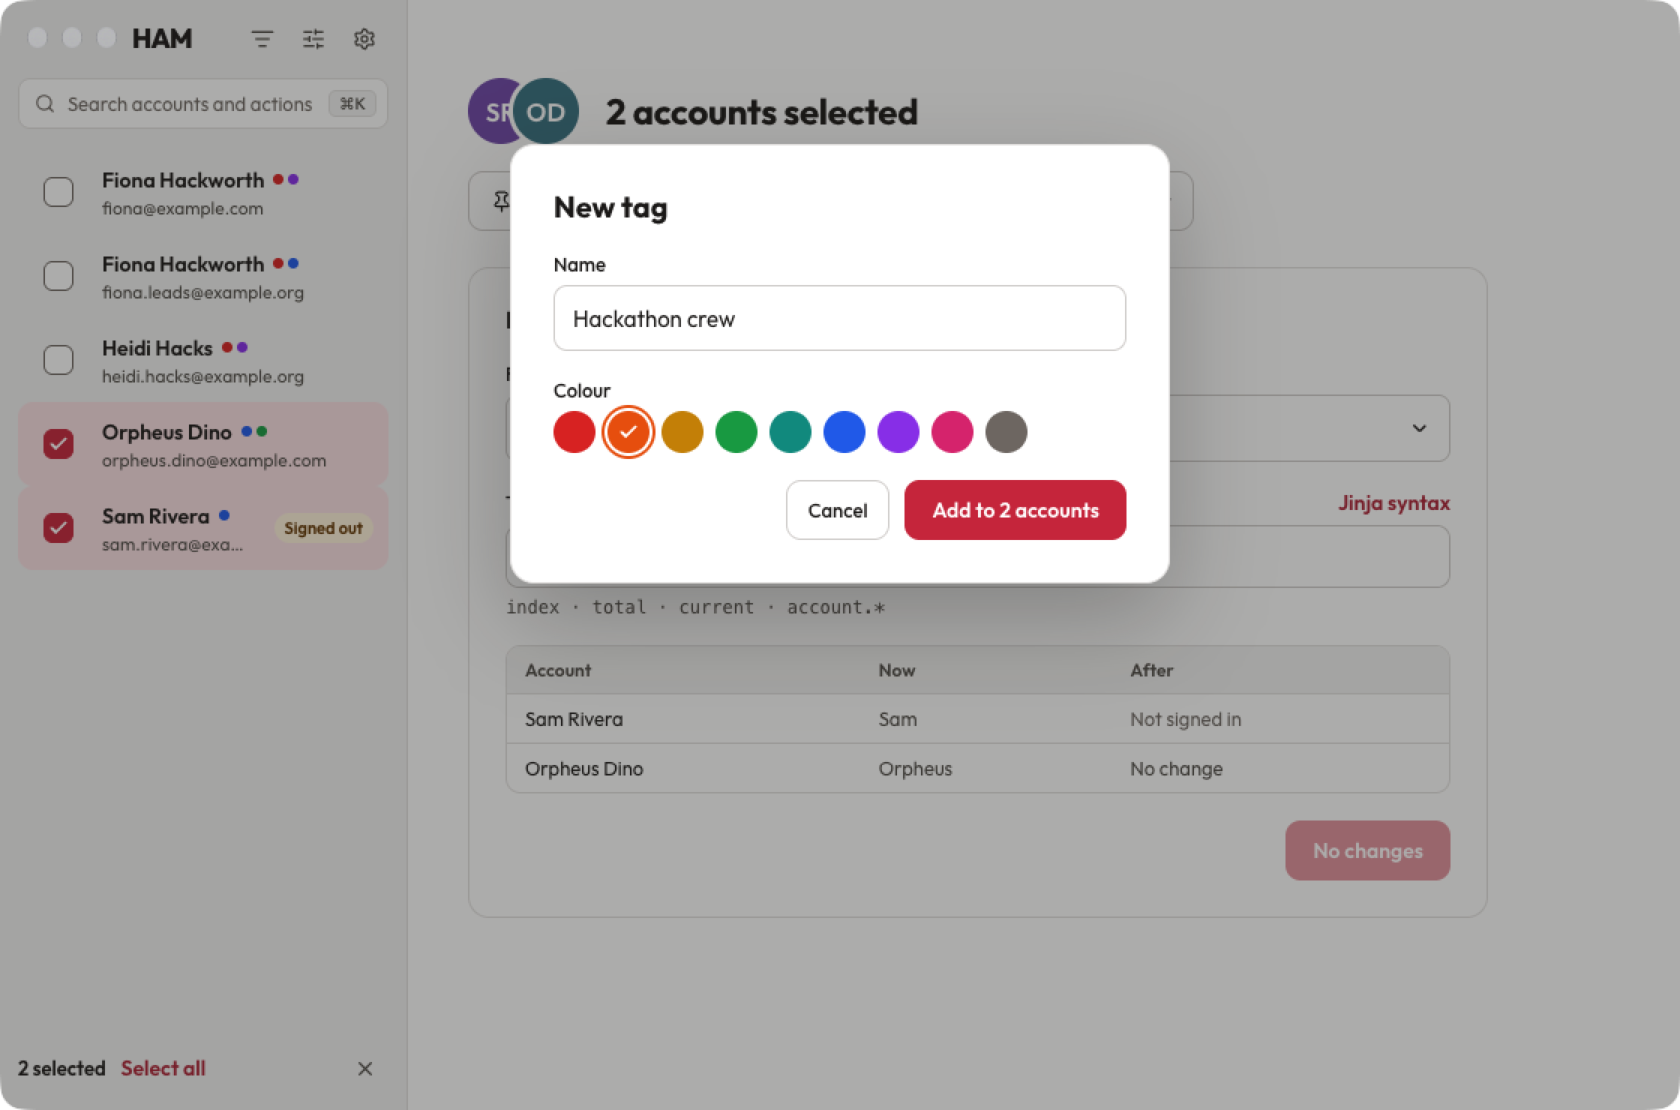 HAM
Search accounts and actions ⌘K
Fiona Hackworth
fiona@example.com
Fiona Hackworth
fiona.leads@example.org
Heidi Hacks
heidi.hacks@example.org
Orpheus Dino
orpheus.dino@example.com
Sam Rivera
sam.rivera@exa...
Signed out
2 selected Select all
SR OD 2 accounts selected
New tag
Name
Hackathon crew
Colour
Cancel Add to 2 accounts
Jinja syntax
index · total · current · account.*
Account Now After
Sam Rivera Sam Not signed in
Orpheus Dino Orpheus No change
No changes